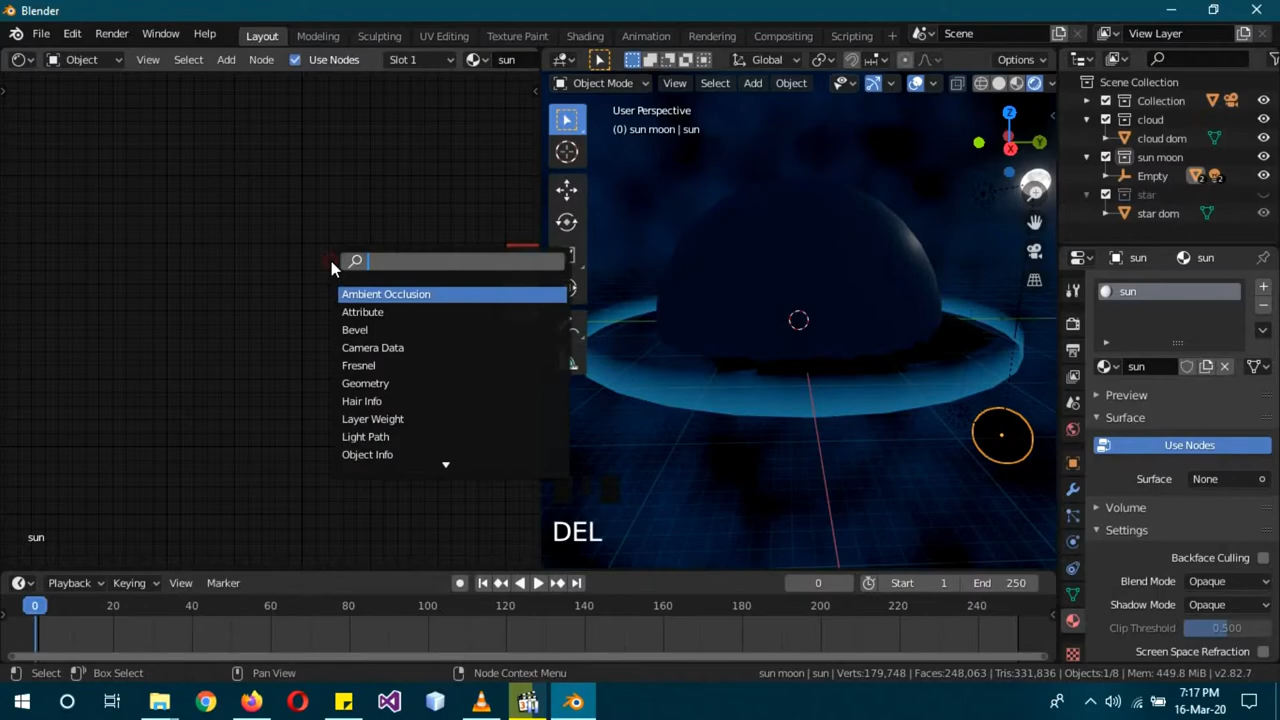 Blender
File Edit Render Window Help
Layout Modeling Sculpting UV Editing Texture Paint Shading Animation Rendering Compositing Scripting
Scene
View Layer
Object View Select Add Node Use Nodes Slot 1 sun
Global Options
Object Mode View Select Add Object
User Perspective
(0) sun moon | sun
Z
Y
X
Scene Collection
Collection 
cloud
cloud dom
sun moon
Empty 2 2
star
star dom
sun sun
sun
sun
Preview
Surface
Use Nodes
Surface None
Volume
Settings
Backface Culling
Blend Mode Opaque
Shadow Mode Opaque
Clip Threshold 0.500
Screen Space Refraction
Ambient Occlusion
Attribute
Bevel
Camera Data
Fresnel
Geometry
Hair Info
Layer Weight
Light Path
Object Info
DEL
sun
Playback Keying View Marker
0 Start 1 End 250
0 20 40 60 80 100 120 140 160 180 200 220 240
Select Box Select Pan View Node Context Menu
sun moon | sun | Verts:179,748 | Faces:248,063 | Tris:331,836 | Objects:1/8 | Mem: 449.8 MiB | v2.82.7
7:17 PM
16-Mar-20